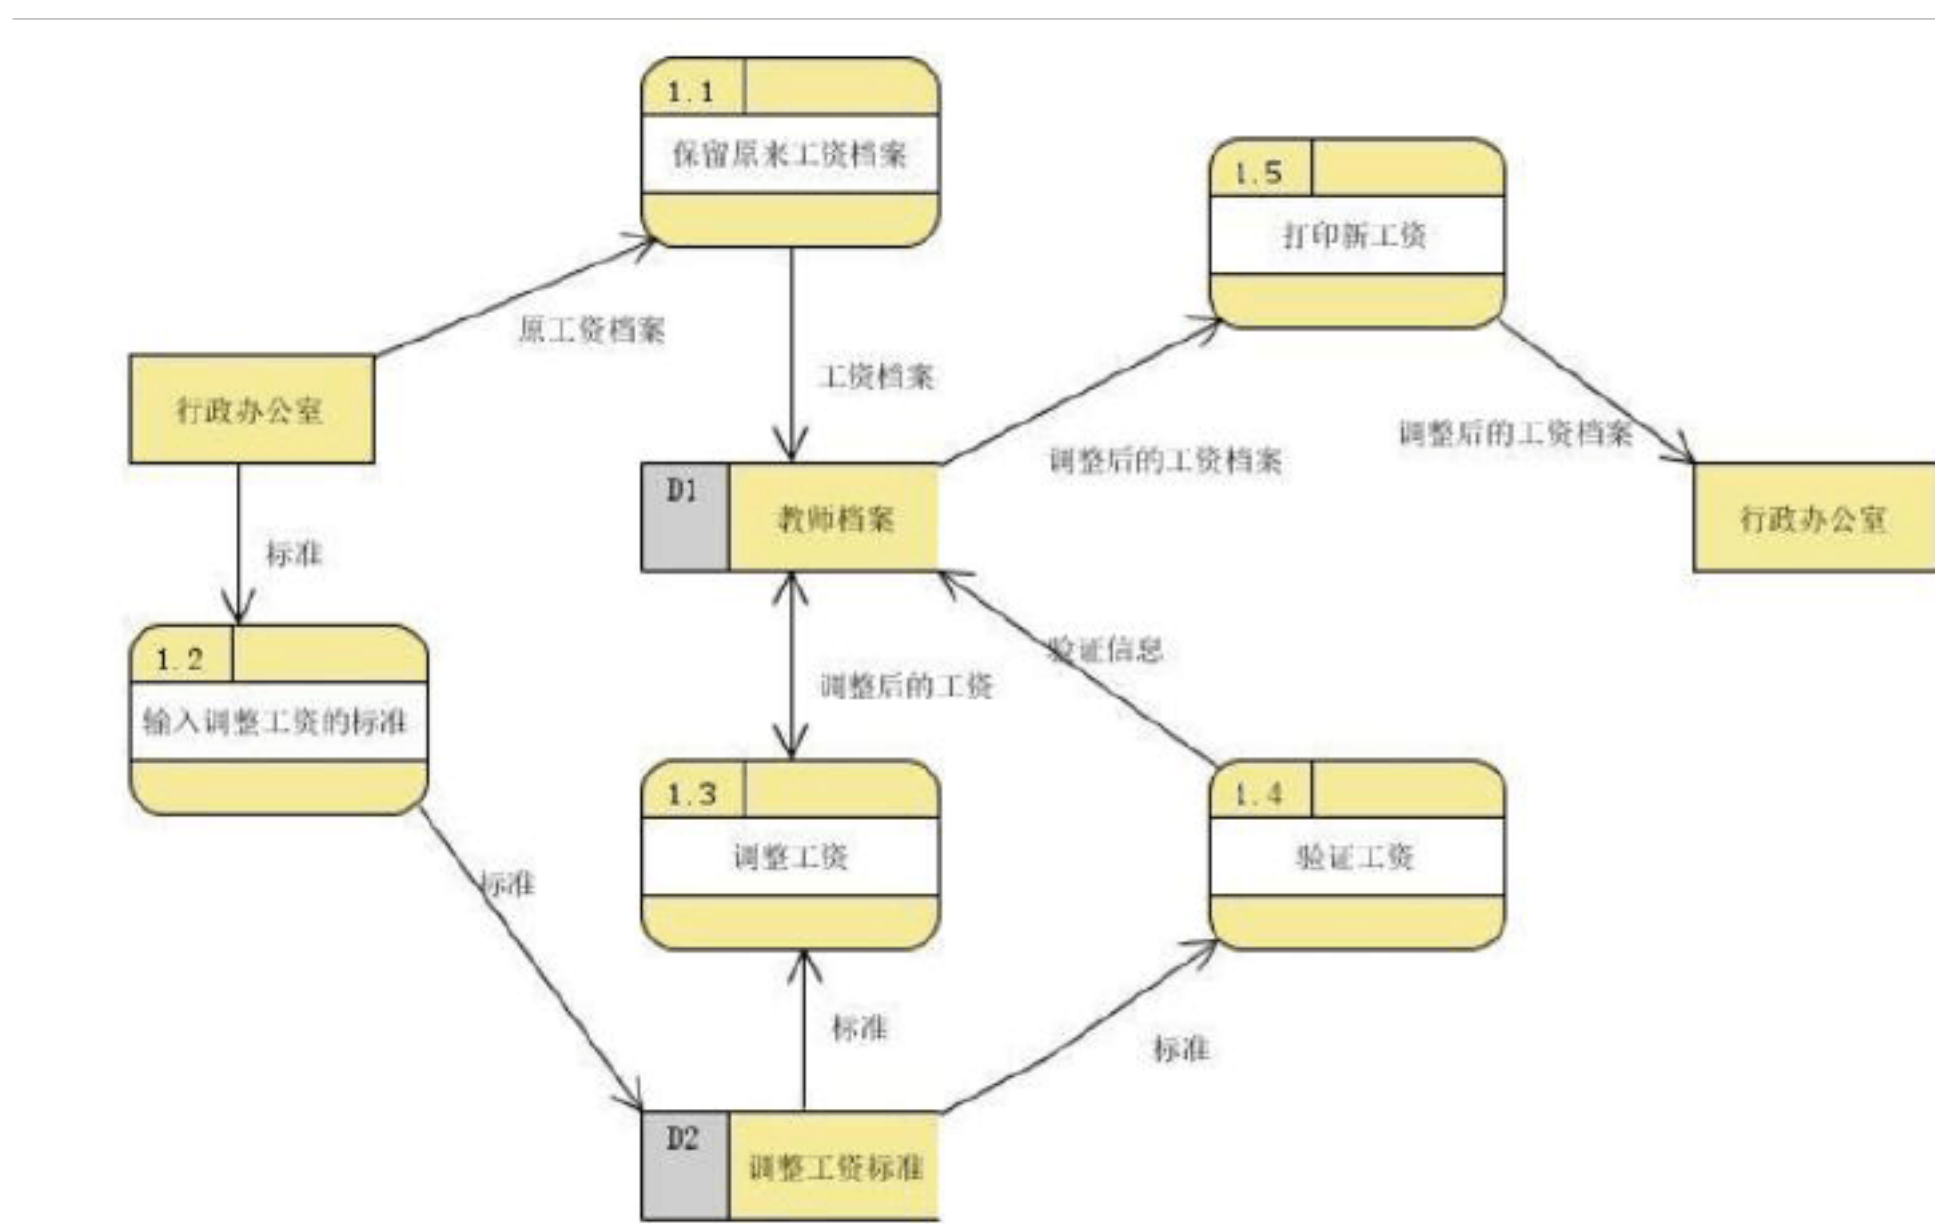 1.1
保留原来工资档案
1.5
打印新工资
原工资档案
行政办公室
工资档案
调整后的工资档案
调整后的工资档案
D1
教师档案
行政办公室
标准
验证信息
1.2
输入调整工资的标准
调整后的工资
1.3
调整工资
1.4
验证工资
标准
标准
标准
D2
调整工资标准